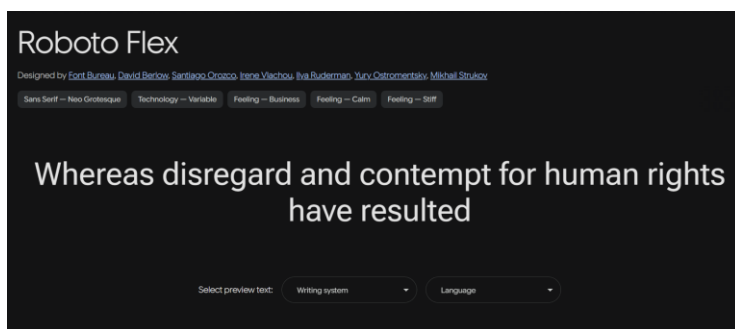 Roboto Flex
Designed by Font Bureau, David Berlow, Santiago Orozco, Irene Vlachou, Ilya Ruderman, Yury Ostromentsky, Mikhail Strukov
Sans Serif — Neo Grotesque Technology — Variable Feeling — Business Feeling — Calm Feeling — Stiff
Whereas disregard and contempt for human rights
have resulted
Select preview text: Writing system Language